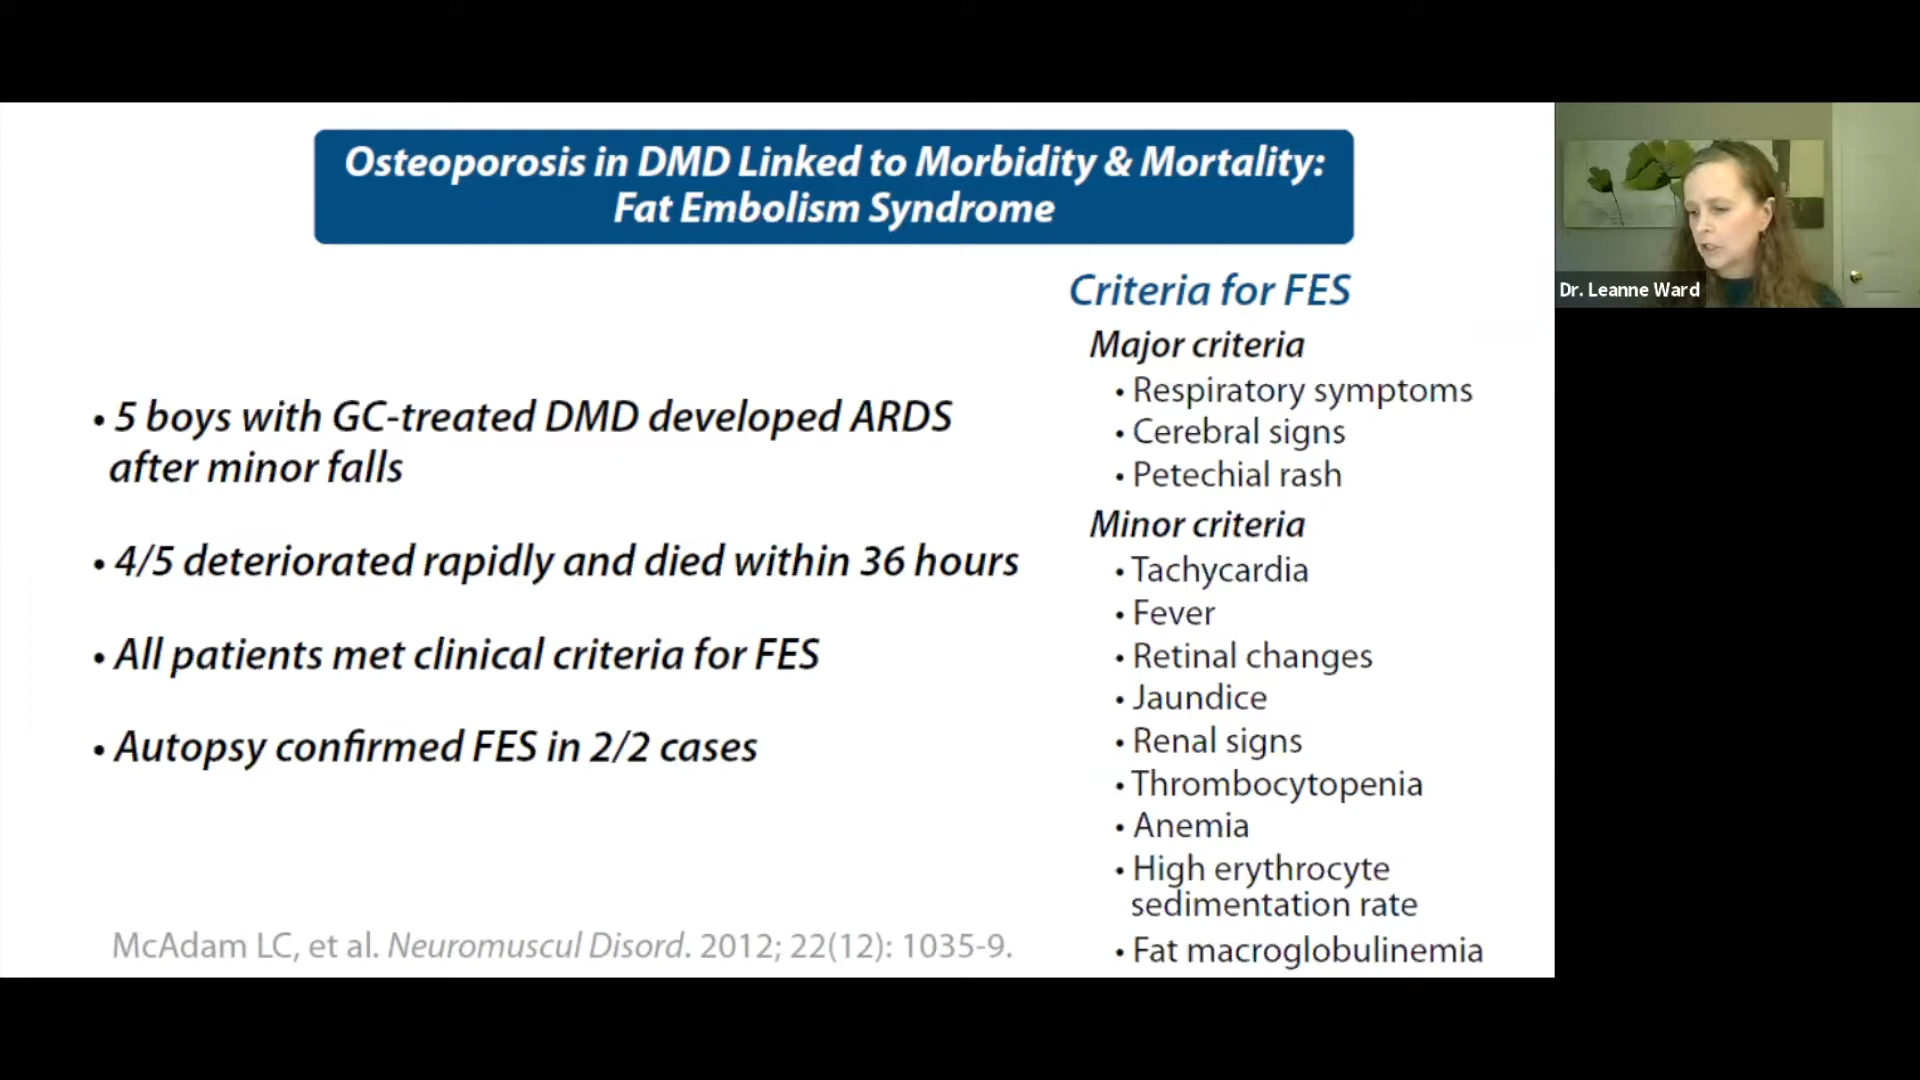 Osteoporosis in DMD Linked to Morbidity & Mortality:
Fat Embolism Syndrome
• 5 boys with GC-treated DMD developed ARDS
after minor falls
• 4/5 deteriorated rapidly and died within 36 hours
• All patients met clinical criteria for FES
• Autopsy confirmed FES in 2/2 cases
McAdam LC, et al. Neuromuscul Disord. 2012; 22(12): 1035-9.
Criteria for FES
Major criteria
• Respiratory symptoms
• Cerebral signs
• Petechial rash
Minor criteria
• Tachycardia
• Fever
• Retinal changes
• Jaundice
• Renal signs
• Thrombocytopenia
• Anemia
• High erythrocyte
sedimentation rate
• Fat macroglobulinemia
Dr. Leanne Ward